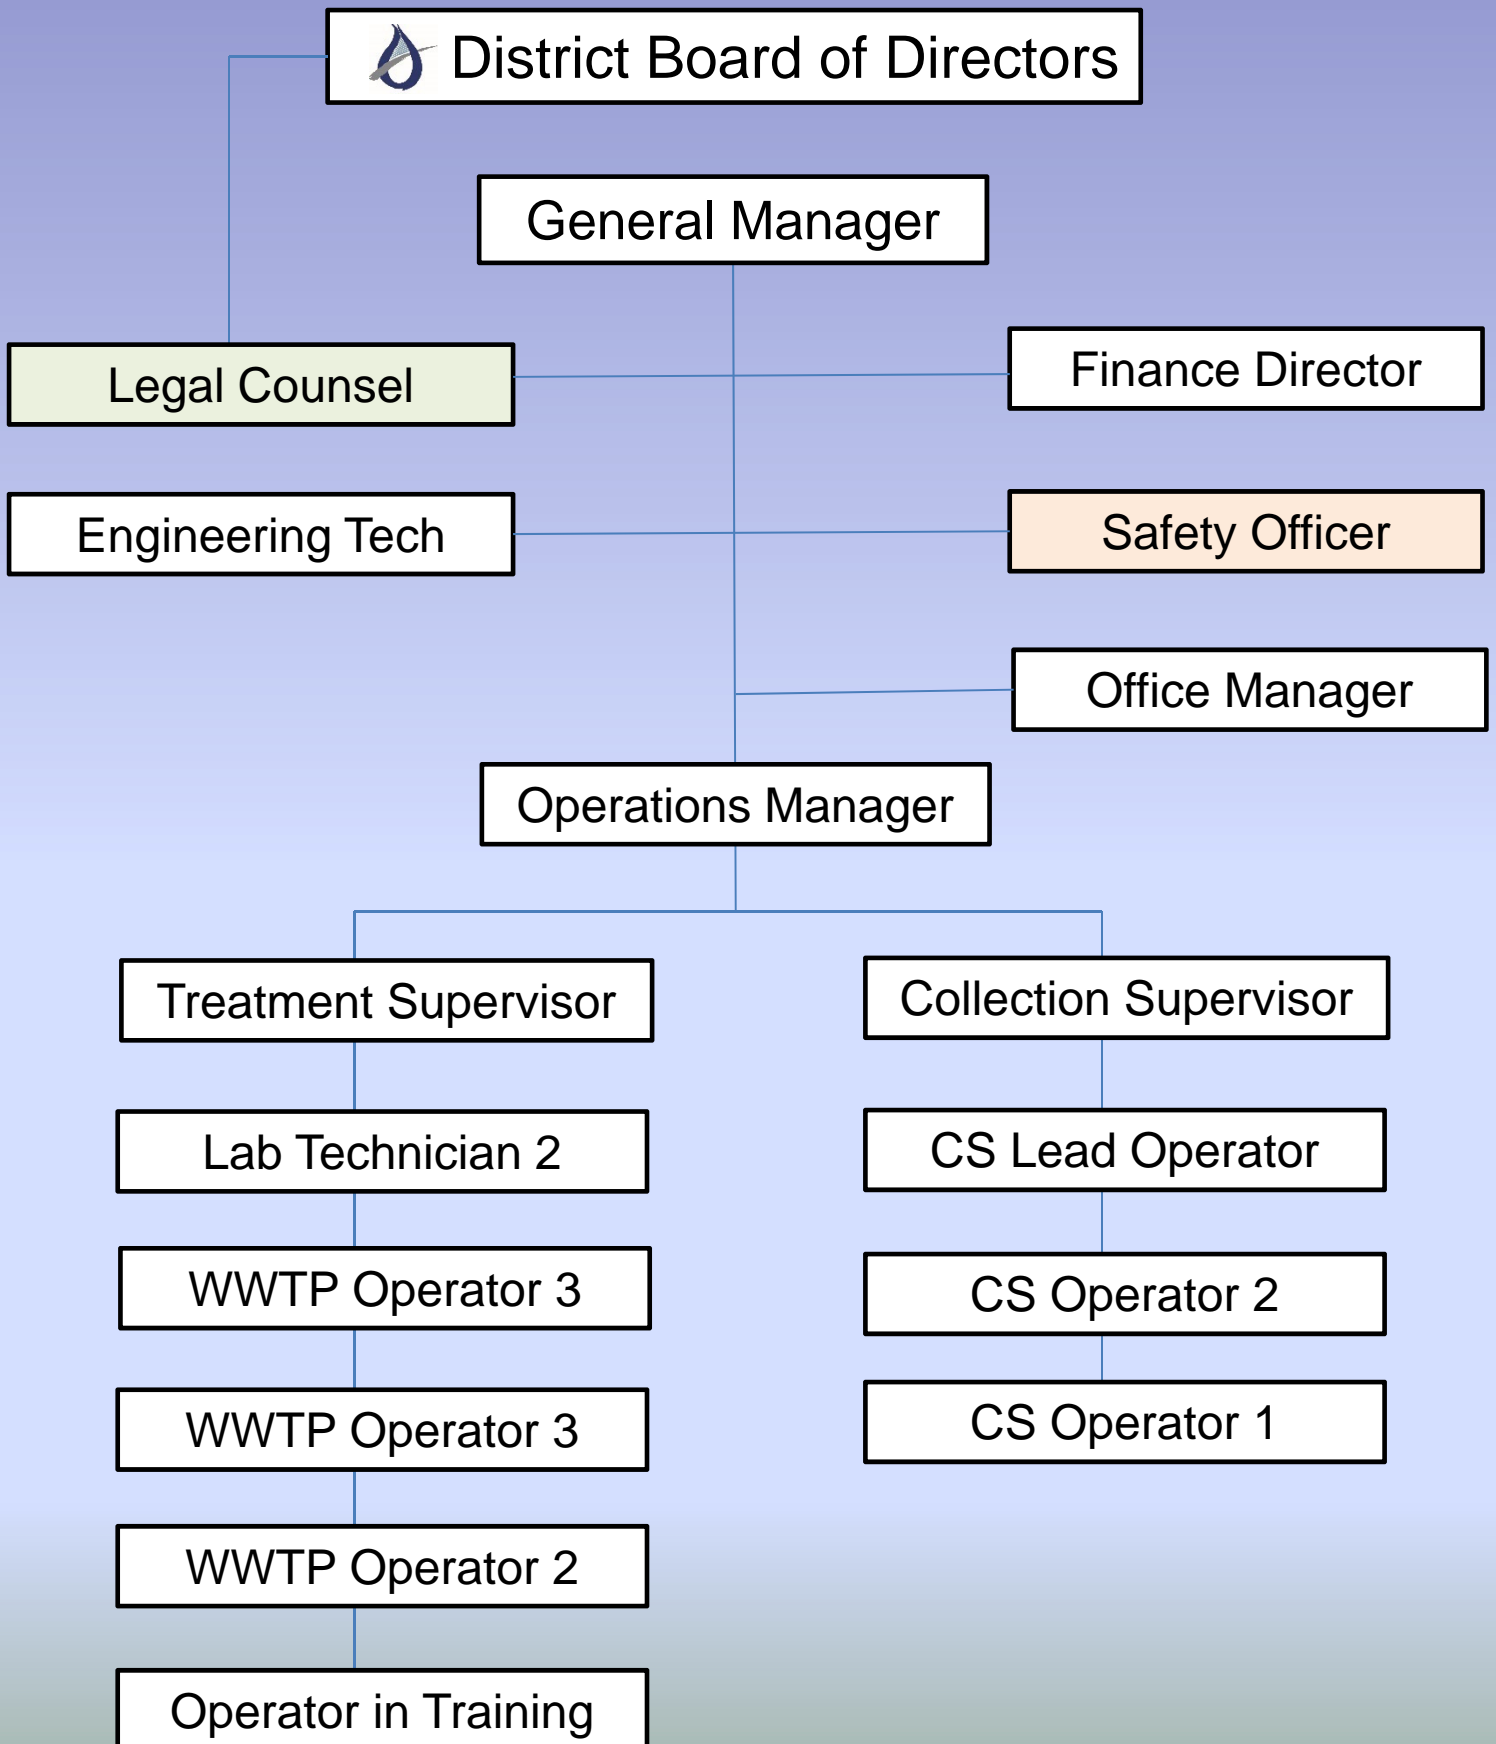 District Board of Directors
General Manager
Legal Counsel
Finance Director
Engineering Tech
Safety Officer
Office Manager
Operations Manager
Treatment Supervisor
Collection Supervisor
Lab Technician 2
CS Lead Operator
WWTP Operator 3
CS Operator 2
WWTP Operator 3
CS Operator 1
WWTP Operator 2
Operator in Training